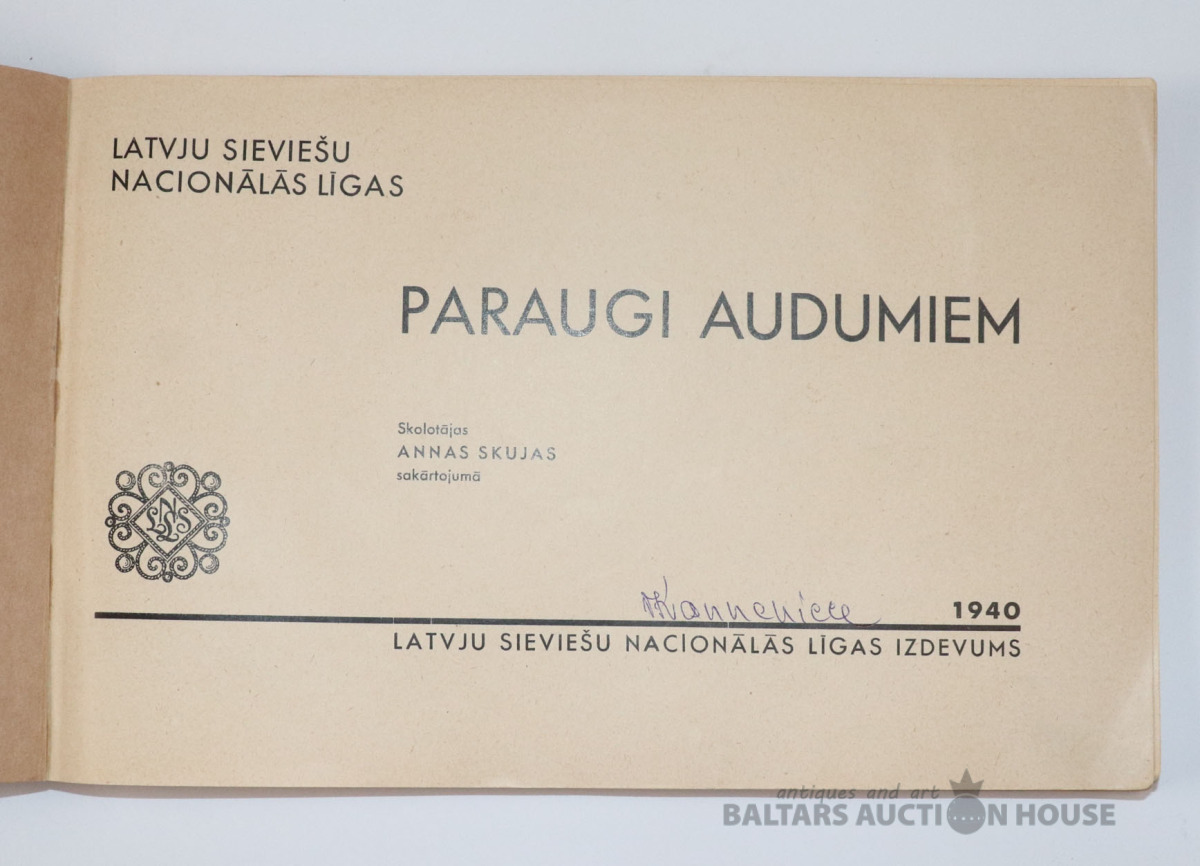 LATVJU SIEVIEŠU
NACIONĀLĀS LĪGAS
PARAUGI AUDUMIEM
Skolotājas
ANNAS SKUJAS
sakārtojumā
LNLS
1940
LATVJU SIEVIEŠU NACIONĀLĀS LĪGAS IZDEVUMS
antiques and art
BALTARS AUCTION HOUSE